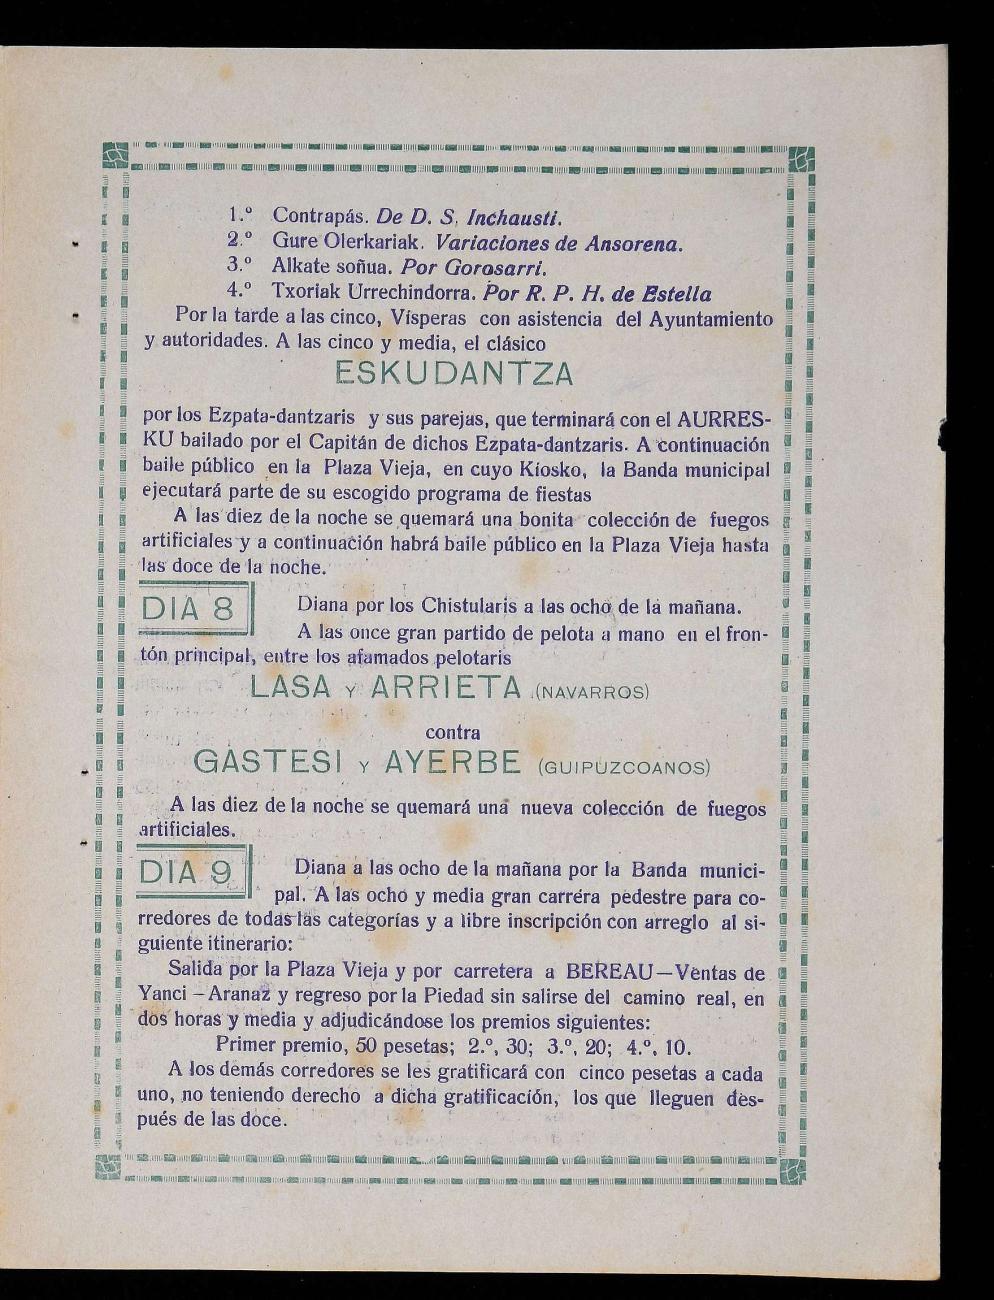 1.º Contrapás. De D. S. Inchausti.
2.º Gure Olerkariak. Variaciones de Ansorena.
3.º Alkate soñua. Por Gorosarri.
4.º Txoriak Urrechindorra. Por R. P. H. de Estella
Por la tarde a las cinco, Vísperas con asistencia del Ayuntamiento
y autoridades. A las cinco y media, el clásico
ESKUDANTZA
por los Ezpata-dantzaris y sus parejas, que terminará con el AURRES-
KU bailado por el Capitán de dichos Ezpata-dantzaris. A continuación
baile público en la Plaza Vieja, en cuyo Kiosko, la Banda municipal
ejecutará parte de su escogido programa de fiestas
A las diez de la noche se quemará una bonita colección de fuegos
artificiales y a continuación habrá baile público en la Plaza Vieja hasta
las doce de la noche.
DIA 8 Diana por los Chistularis a las ocho de la mañana.
A las once gran partido de pelota a mano en el fron-
tón principal, entre los afamados pelotaris
LASA Y ARRIETA (NAVARROS)
contra
GASTESI Y AYERBE (GUIPUZCOANOS)
A las diez de la noche se quemará una nueva colección de fuegos
artificiales.
DIA 9 Diana a las ocho de la mañana por la Banda munici-
pal. A las ocho y media gran carrera pedestre para co-
rredores de todas las categorías y a libre inscripción con arreglo al si-
guiente itinerario:
Salida por la Plaza Vieja y por carretera a BEREAU—Ventas de
Yanci—Aranaz y regreso por la Piedad sin salirse del camino real, en
dos horas y media y adjudicándose los premios siguientes:
Primer premio, 50 pesetas; 2.º, 30; 3.º, 20; 4.º, 10.
A los demás corredores se les gratificará con cinco pesetas a cada
uno, no teniendo derecho a dicha gratificación, los que lleguen des-
pués de las doce.